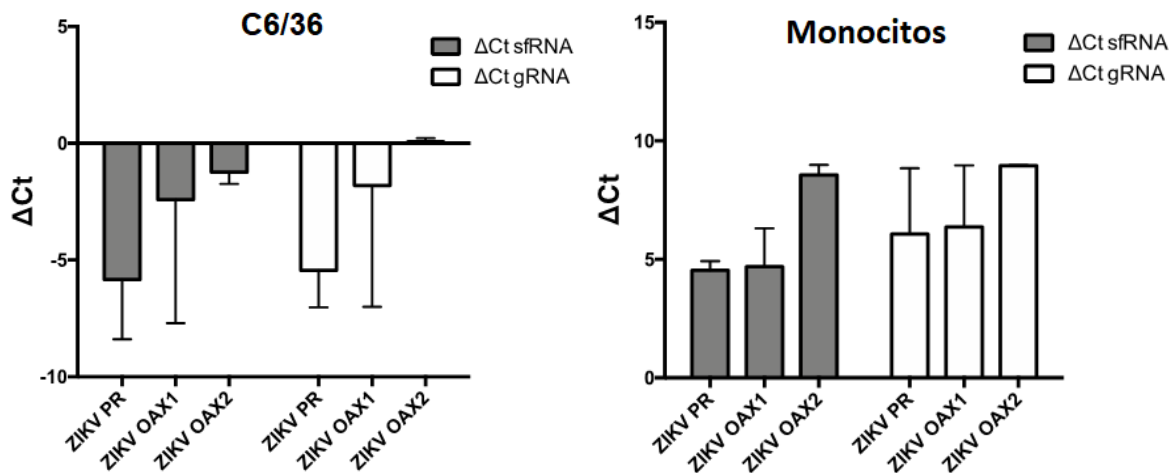 C6/36
ΔCt sfRNA
ΔCt gRNA
ΔCt
5
0
-5
-10
ZIKV PR
ZIKV OAX1
ZIKV OAX2
ZIKV PR
ZIKV OAX1
ZIKV OAX2
Monocitos
ΔCt sfRNA
ΔCt gRNA
ΔCt
15
10
5
0
ZIKV PR
ZIKV OAX1
ZIKV OAX2
ZIKV PR
ZIKV OAX1
ZIKV OAX2